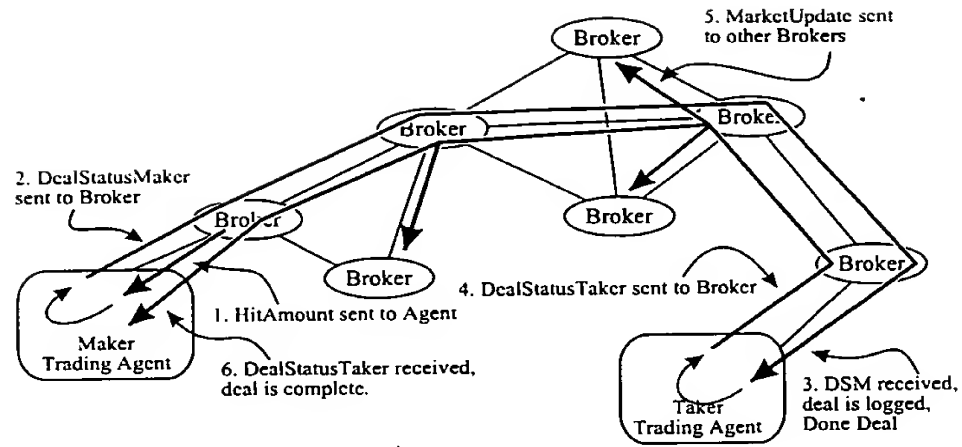 5. MarketUpdate sent
to other Brokers
Broker
Broker
Broker
2. DealStatusMaker
sent to Broker
Broker
Broker
Broker
Broker
4. DealStatusTaker sent to Broker
1. HitAmount sent to Agent
Maker
Trading Agent
6. DealStatusTaker received,
deal is complete.
3. DSM received,
deal is logged,
Done Deal
Taker
Trading Agent